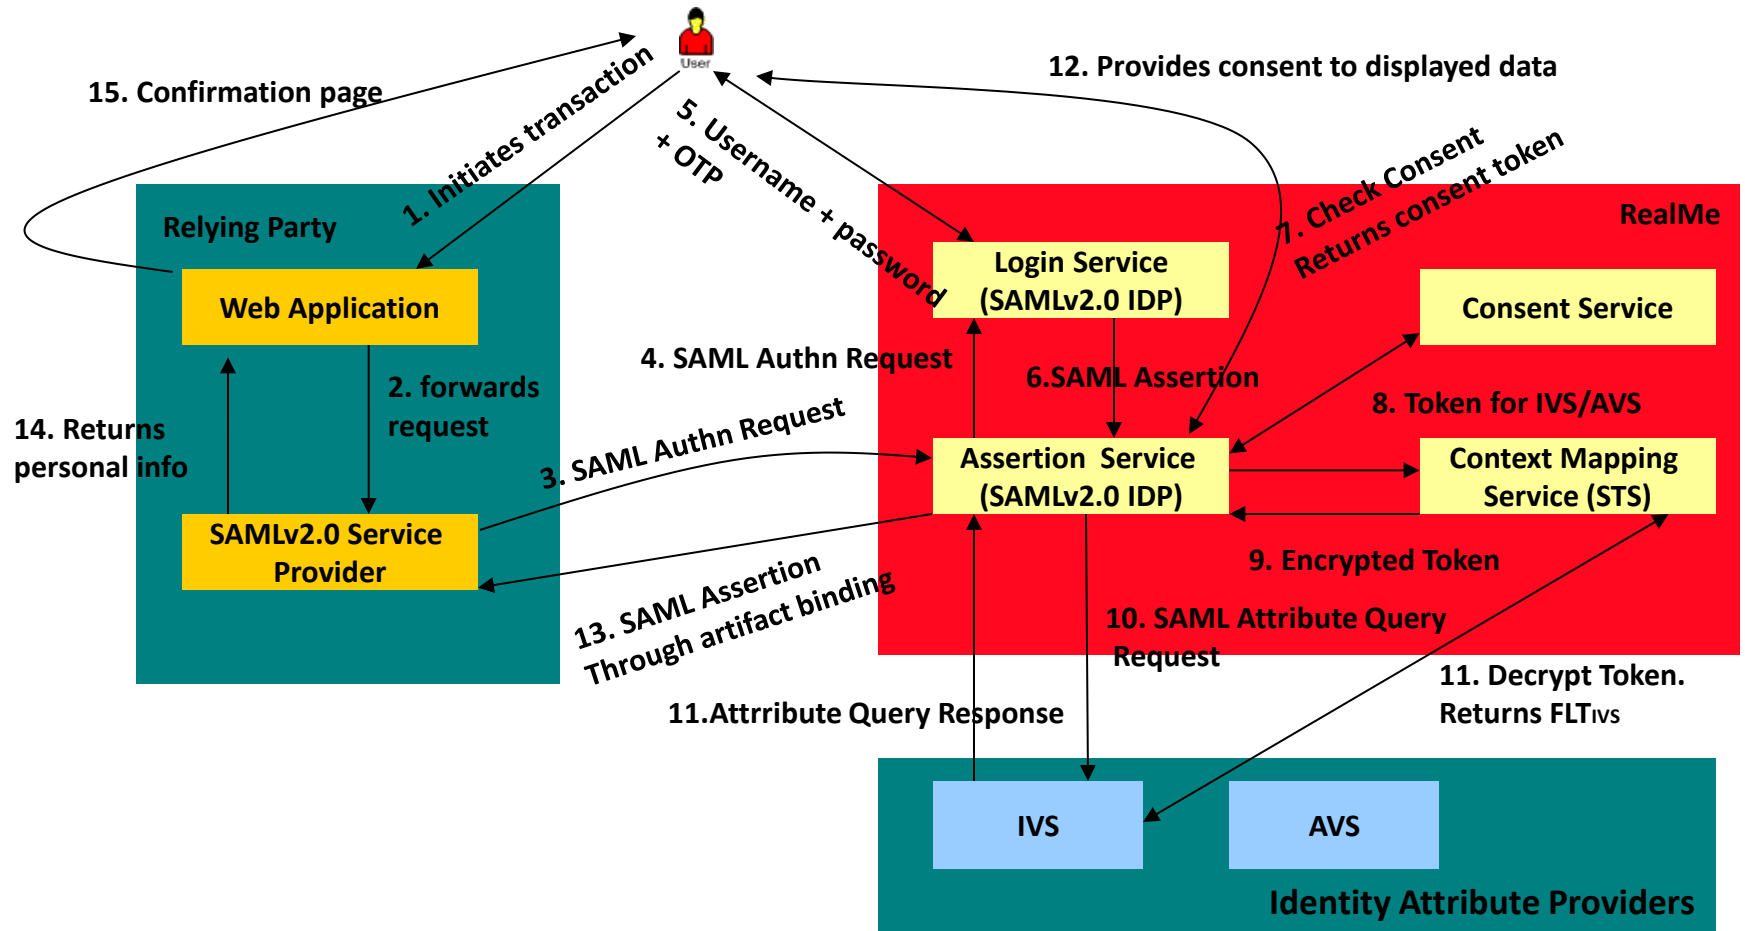 User
12. Provides consent to displayed data
15. Confirmation page
1. Initiates transaction
5. Username + password
+ OTP
7. Check Consent
Returns consent token
Relying Party
RealMe
Web Application
Login Service
(SAMLv2.0 IDP)
Consent Service
4. SAML Authn Request
6.SAML Assertion
2. forwards
request
8. Token for IVS/AVS
14. Returns
personal info
3. SAML Authn Request
Assertion  Service
(SAMLv2.0 IDP)
Context Mapping
Service (STS)
SAMLv2.0 Service
Provider
9. Encrypted Token
13. SAML Assertion
Through artifact binding
10. SAML Attribute Query
Request
11. Decrypt Token.
Returns FLTIVS
11.Attrribute Query Response
IVS
AVS
Identity Attribute Providers